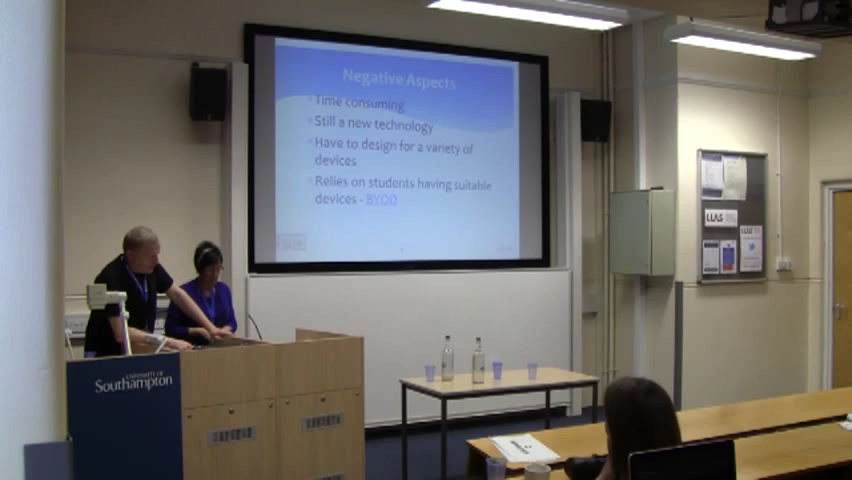 Negative Aspects
Time consuming
Still a new technology
Have to design for a variety of
devices
Relies on students having suitable
devices - BYOD
LLAS
LLAS
UNIVERSITY OF
Southampton